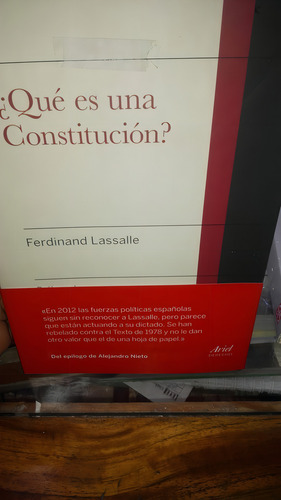 ¿Qué es una
Constitución?
Ferdinand Lassalle
«En 2012 las fuerzas políticas españolas
siguen sin reconocer a Lassalle, pero parece
que están actuando a su dictado. Se han
rebelado contra el Texto de 1978 y no le dan
otro valor que el de una hoja de papel.»
Del epílogo de Alejandro Nieto
Ariel